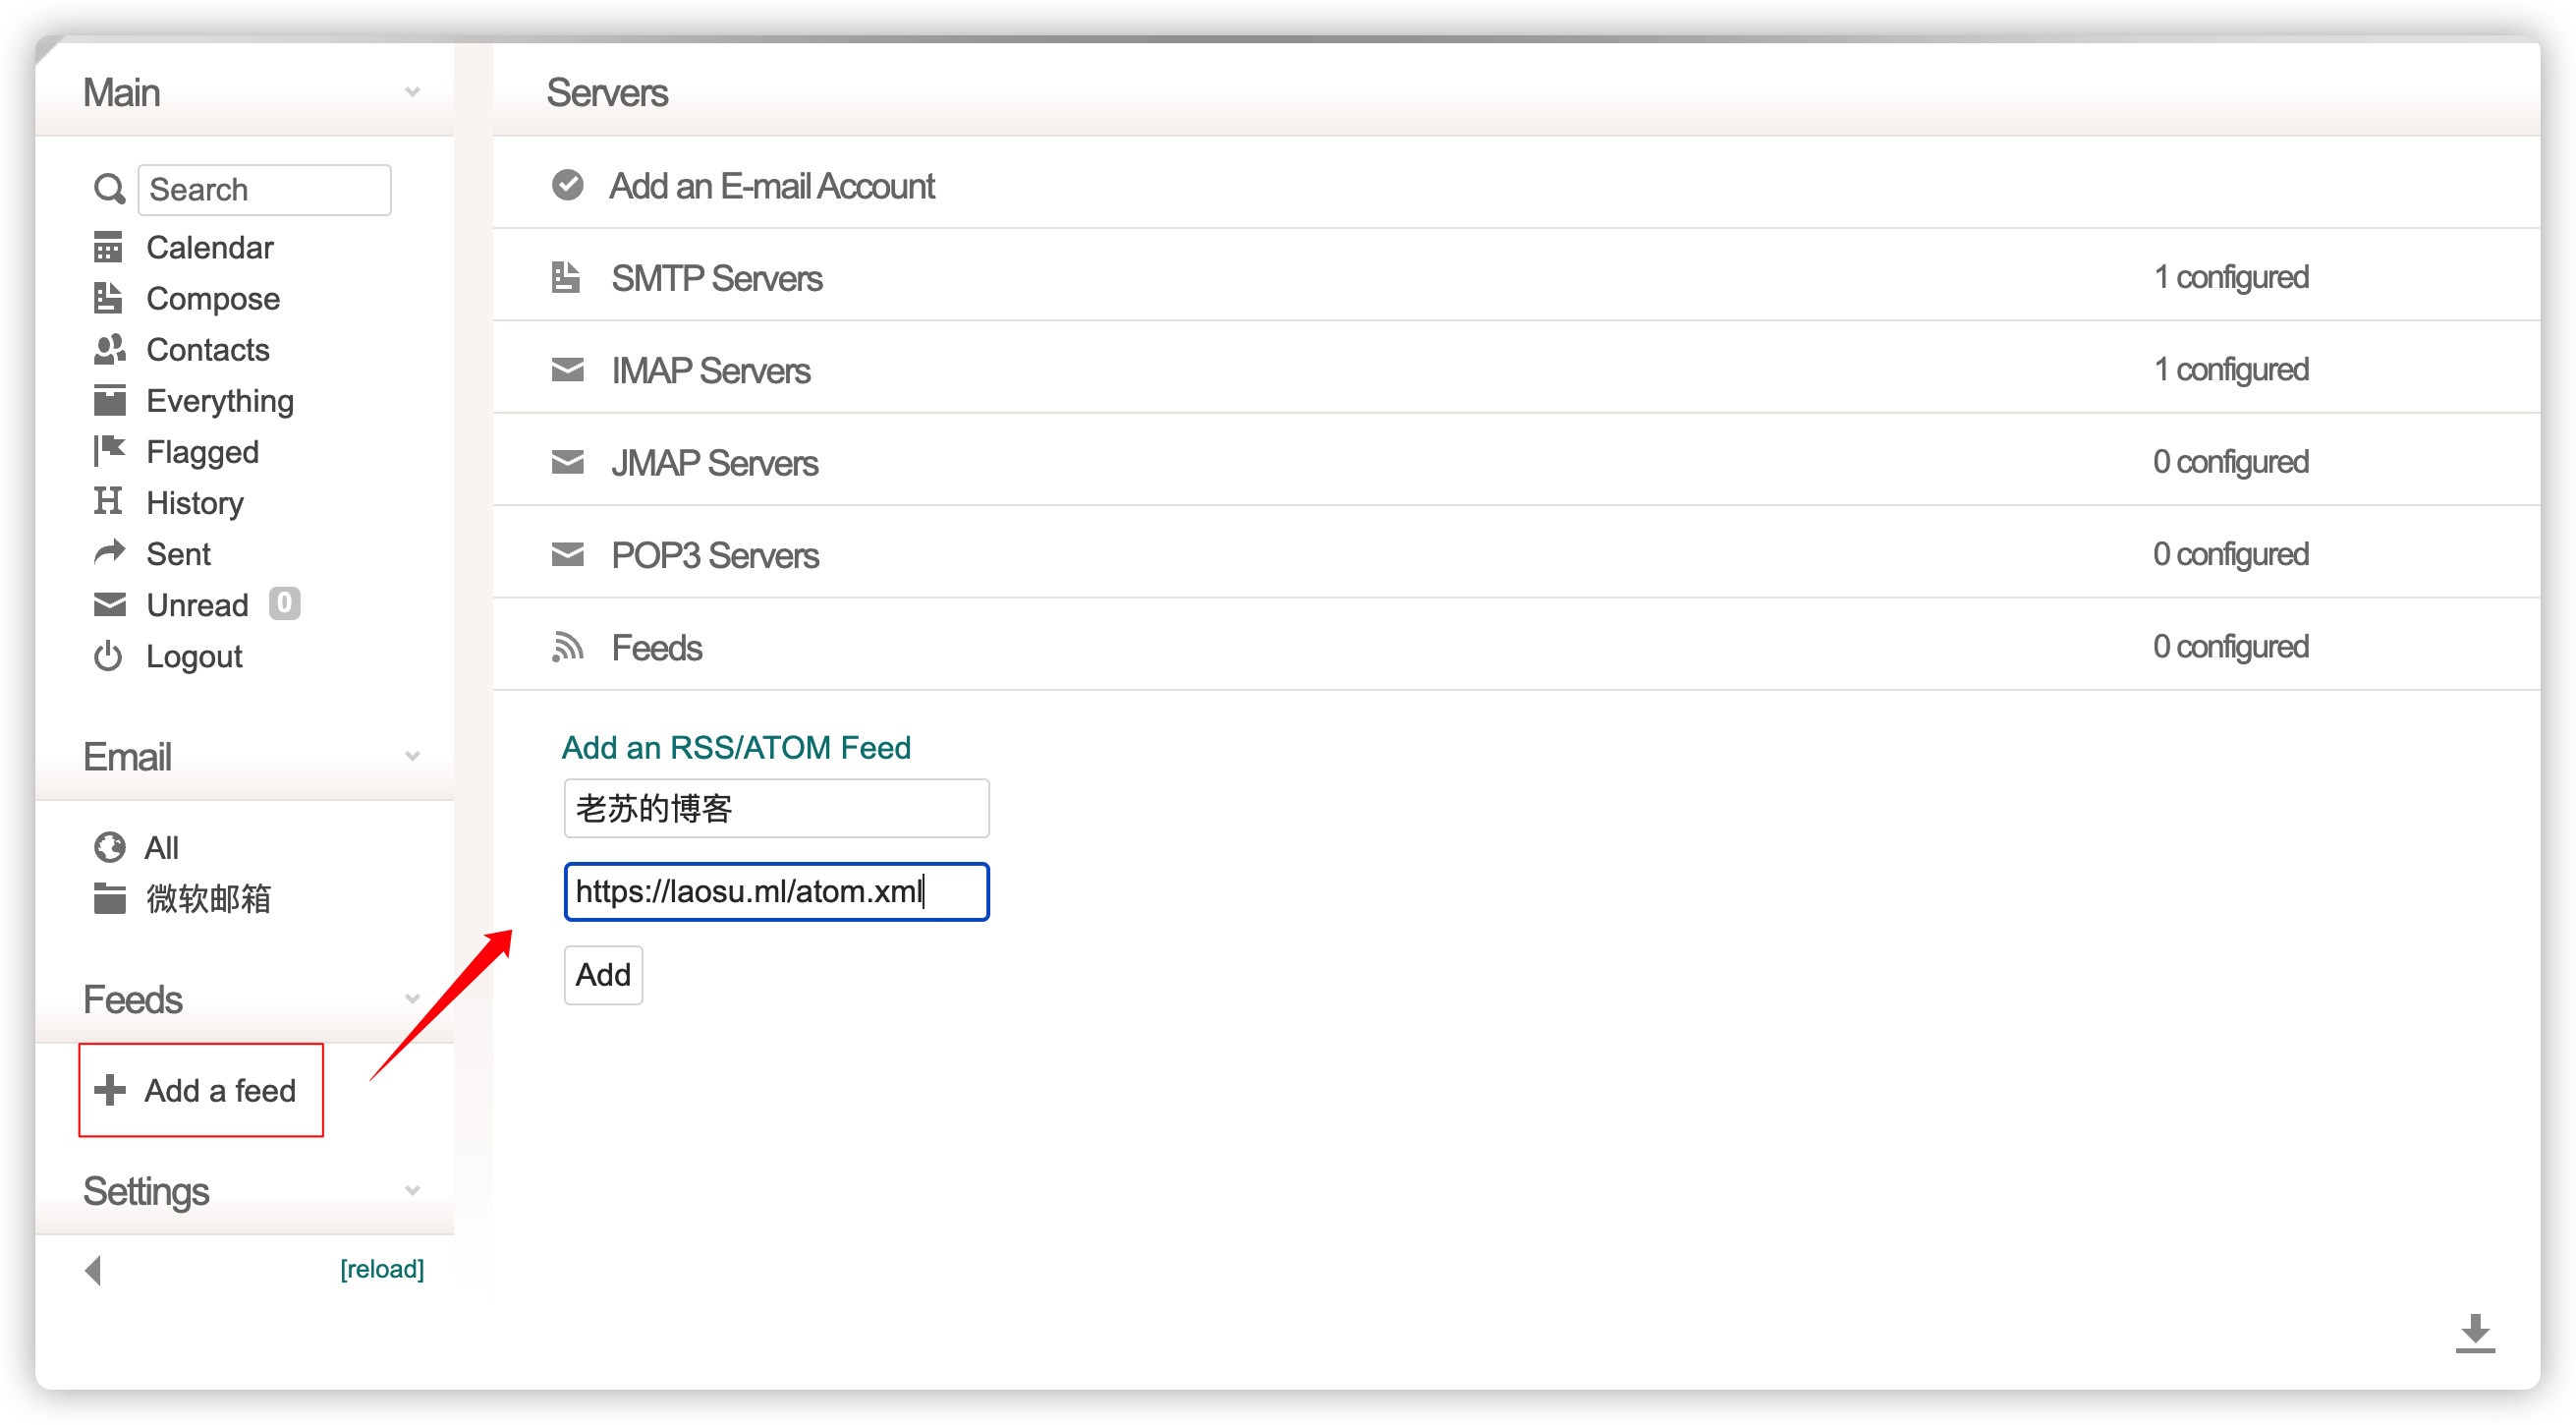 Main
Search
Calendar
Compose
Contacts
Everything
Flagged
History
Sent
Unread 0
Logout
Email
All
微软邮箱
Feeds
Add a feed
Settings
[reload]
Servers
Add an E-mail Account
SMTP Servers 1 configured
IMAP Servers 1 configured
JMAP Servers 0 configured
POP3 Servers 0 configured
Feeds 0 configured
Add an RSS/ATOM Feed
老苏的博客
https://laosu.ml/atom.xml
Add